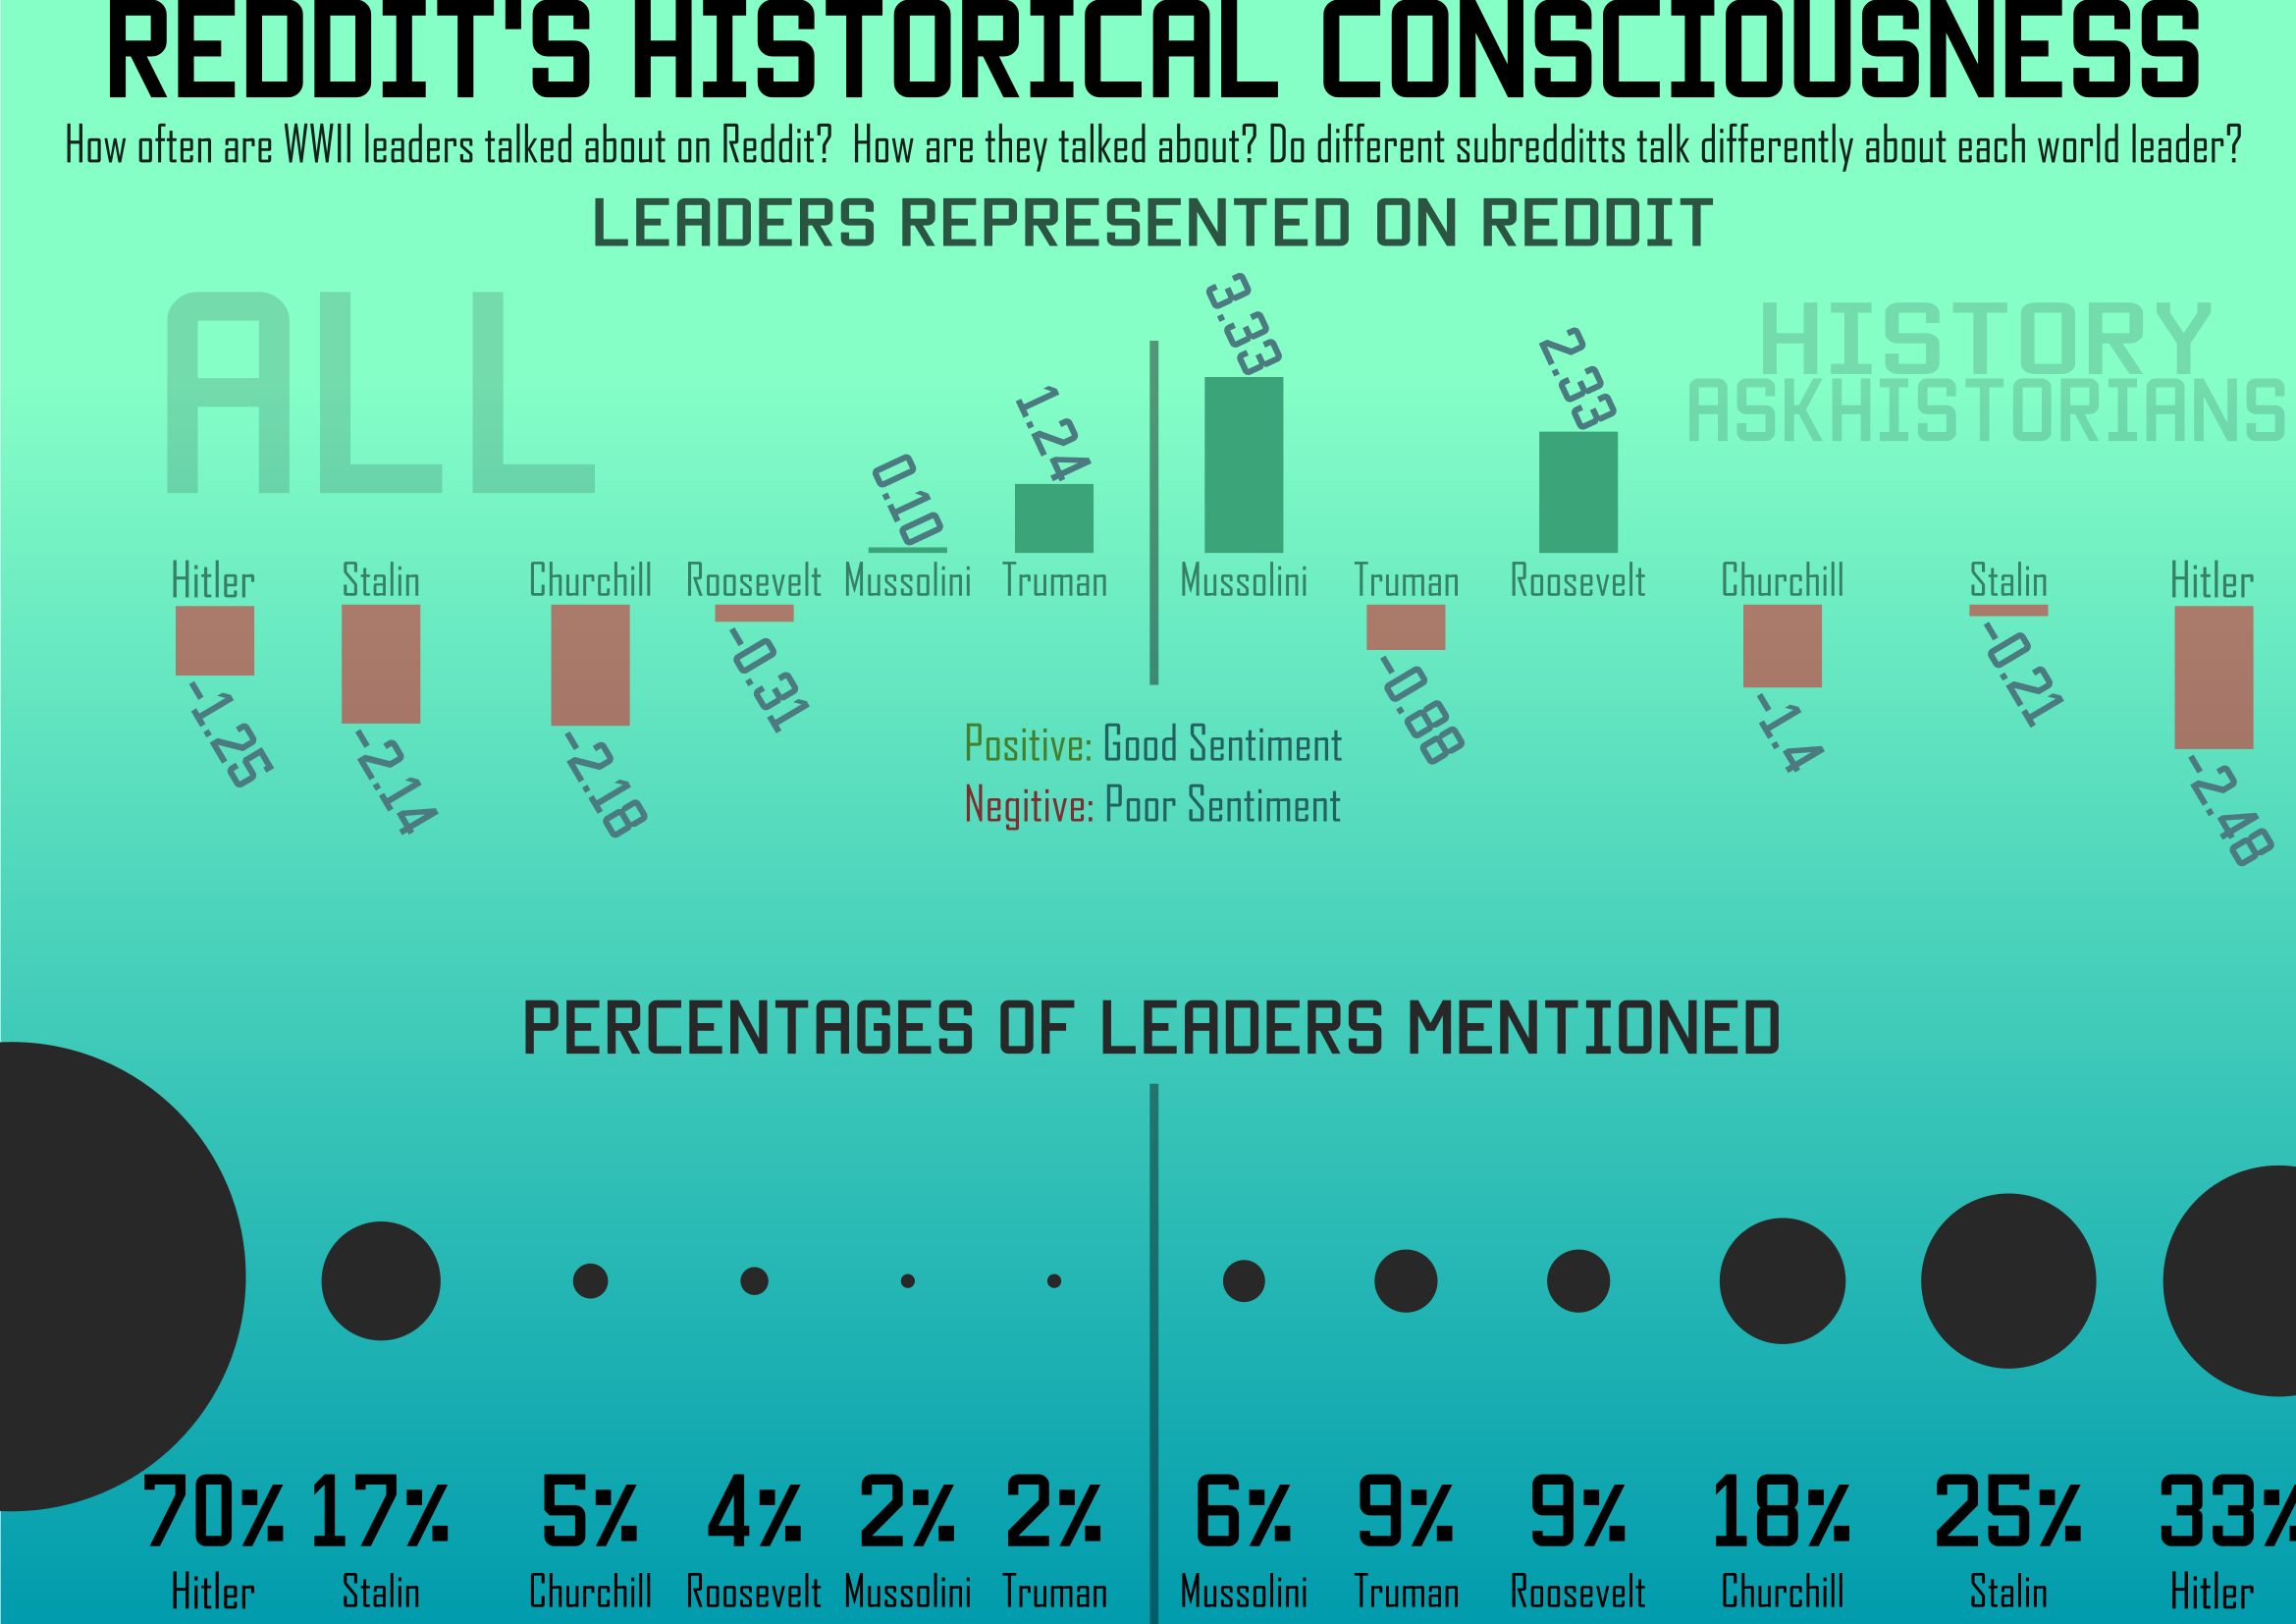 REDDIT'S HISTORICAL CONSCIOUSNESS
How often are WWII leaders talked about on Reddit? How are they talked about? Do different subredditts talk differently about each world leader?
LEADERS REPRESENTED ON REDDIT
ALL
HISTORY
ASKHISTORIANS
0.10 1.24 3.33 2.33
Hitler Stalin Churchill Roosevelt Mussolini Truman Mussolini Truman Roosevelt Churchill Stalin Hitler
-1.25 -2.14 -2.18 -0.31 -0.88 -1.4 -0.21 -2.48
Positive: Good Sentiment
Negitive: Poor Sentiment
PERCENTAGES OF LEADERS MENTIONED
70% 17% 5% 4% 2% 2% 6% 9% 9% 18% 25% 33%
Hitler Stalin Churchill Roosevelt Mussolini Truman Mussolini Truman Roosevelt Churchill Stalin Hitler